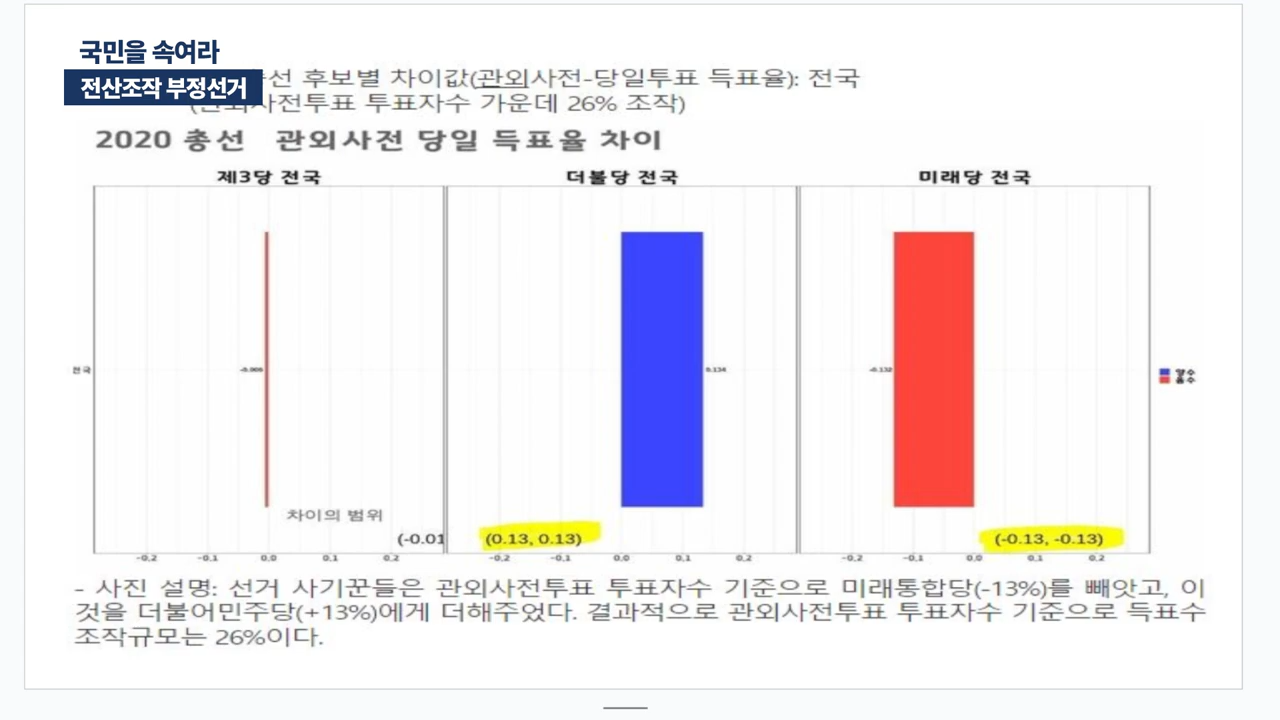 국민을 속여라
전산조작 부정선거
후보별 차이값(관외사전-당일투표 득표율): 전국
투표자수 가운데 26% 조작)
2020 총선 관외사전 당일 득표율 차이
제3당 전국
더불당 전국
미래당 전국
전국
-0.009
0.134
-0.132
양수
음수
차이의 범위
(-0.01
(0.13, 0.13)
(-0.13, -0.13)
-0.2 -0.1 0.0 0.1 0.2
-0.2 -0.1 0.0 0.1 0.2
-0.2 -0.1 0.0 0.1 0.2
- 사진 설명: 선거 사기꾼들은 관외사전투표 투표자수 기준으로 미래통합당(-13%)를 빼앗고, 이
것을 더불어민주당(+13%)에게 더해주었다. 결과적으로 관외사전투표 투표자수 기준으로 득표수
조작규모는 26%이다.